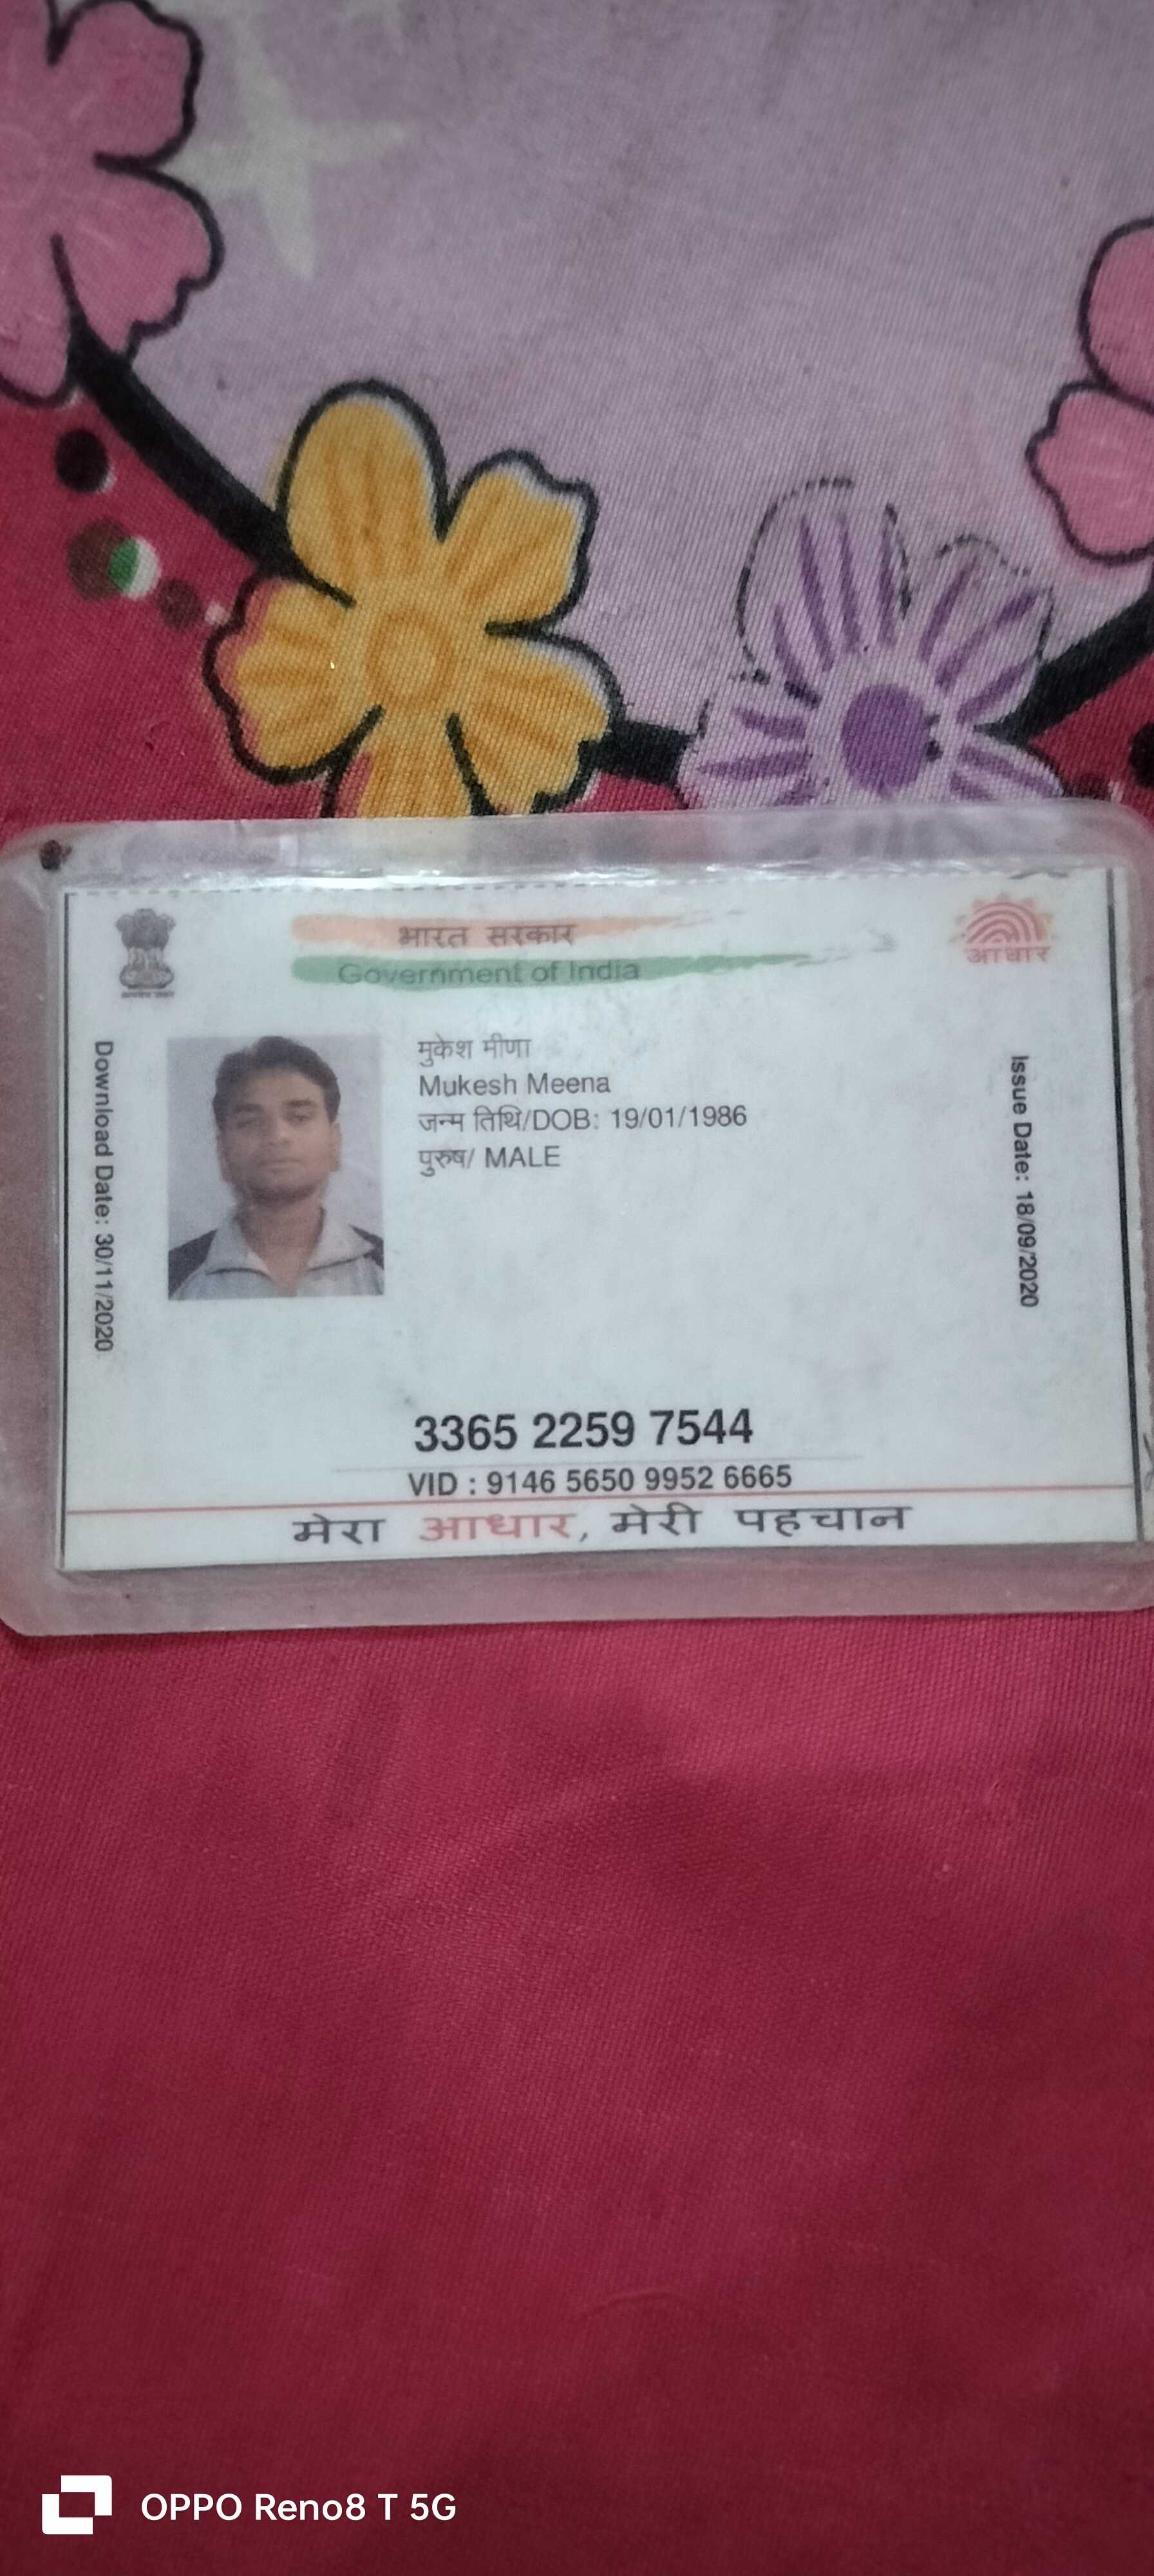 भारत सरकार
Government of India
आधार
Download Date: 30/11/2020
मुकेश मीणा
Mukesh Meena
जन्म तिथि/DOB: 19/01/1986
पुरुष/ MALE
Issue Date: 18/09/2020
3365 2259 7544
VID : 9146 5650 9952 6665
मेरा आधार, मेरी पहचान
OPPO Reno8 T 5G